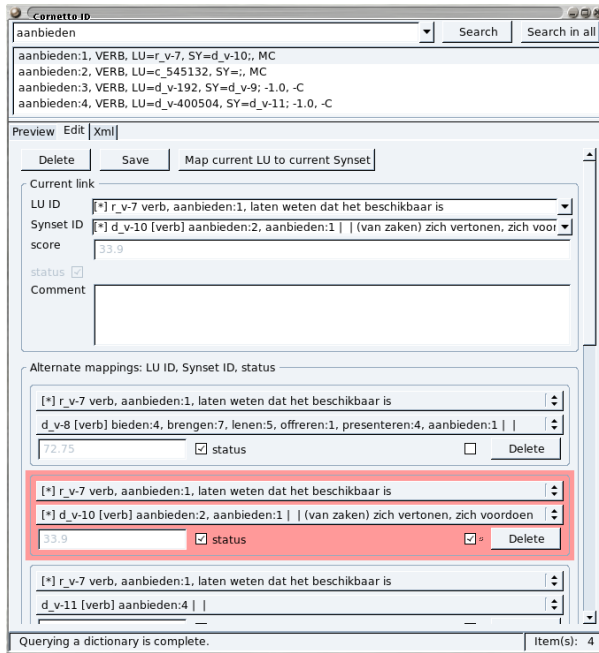 Cornetto ID
aanbieden Search Search in all
aanbieden:1, VERB, LU=r_v-7, SY=d_v-10;, MC
aanbieden:2, VERB, LU=c_545132, SY=;, MC
aanbieden:3, VERB, LU=d_v-192, SY=d_v-9; -1.0, -C
aanbieden:4, VERB, LU=d_v-400504, SY=d_v-11; -1.0, -C
Preview Edit Xml
Delete Save Map current LU to current Synset
Current link
LU ID [*] r_v-7 verb, aanbieden:1, laten weten dat het beschikbaar is
Synset ID [*] d_v-10 [verb] aanbieden:2, aanbieden:1 | | (van zaken) zich vertonen, zich voor
score 33.9
status
Comment
Alternate mappings: LU ID, Synset ID, status
[*] r_v-7 verb, aanbieden:1, laten weten dat het beschikbaar is
d_v-8 [verb] bieden:4, brengen:7, lenen:5, offreren:1, presenteren:4, aanbieden:1 | |
72.75 status Delete
[*] r_v-7 verb, aanbieden:1, laten weten dat het beschikbaar is
[*] d_v-10 [verb] aanbieden:2, aanbieden:1 | | (van zaken) zich vertonen, zich voordoen
33.9 status Delete
[*] r_v-7 verb, aanbieden:1, laten weten dat het beschikbaar is
d_v-11 [verb] aanbieden:4 | |
Querying a dictionary is complete. Item(s): 4